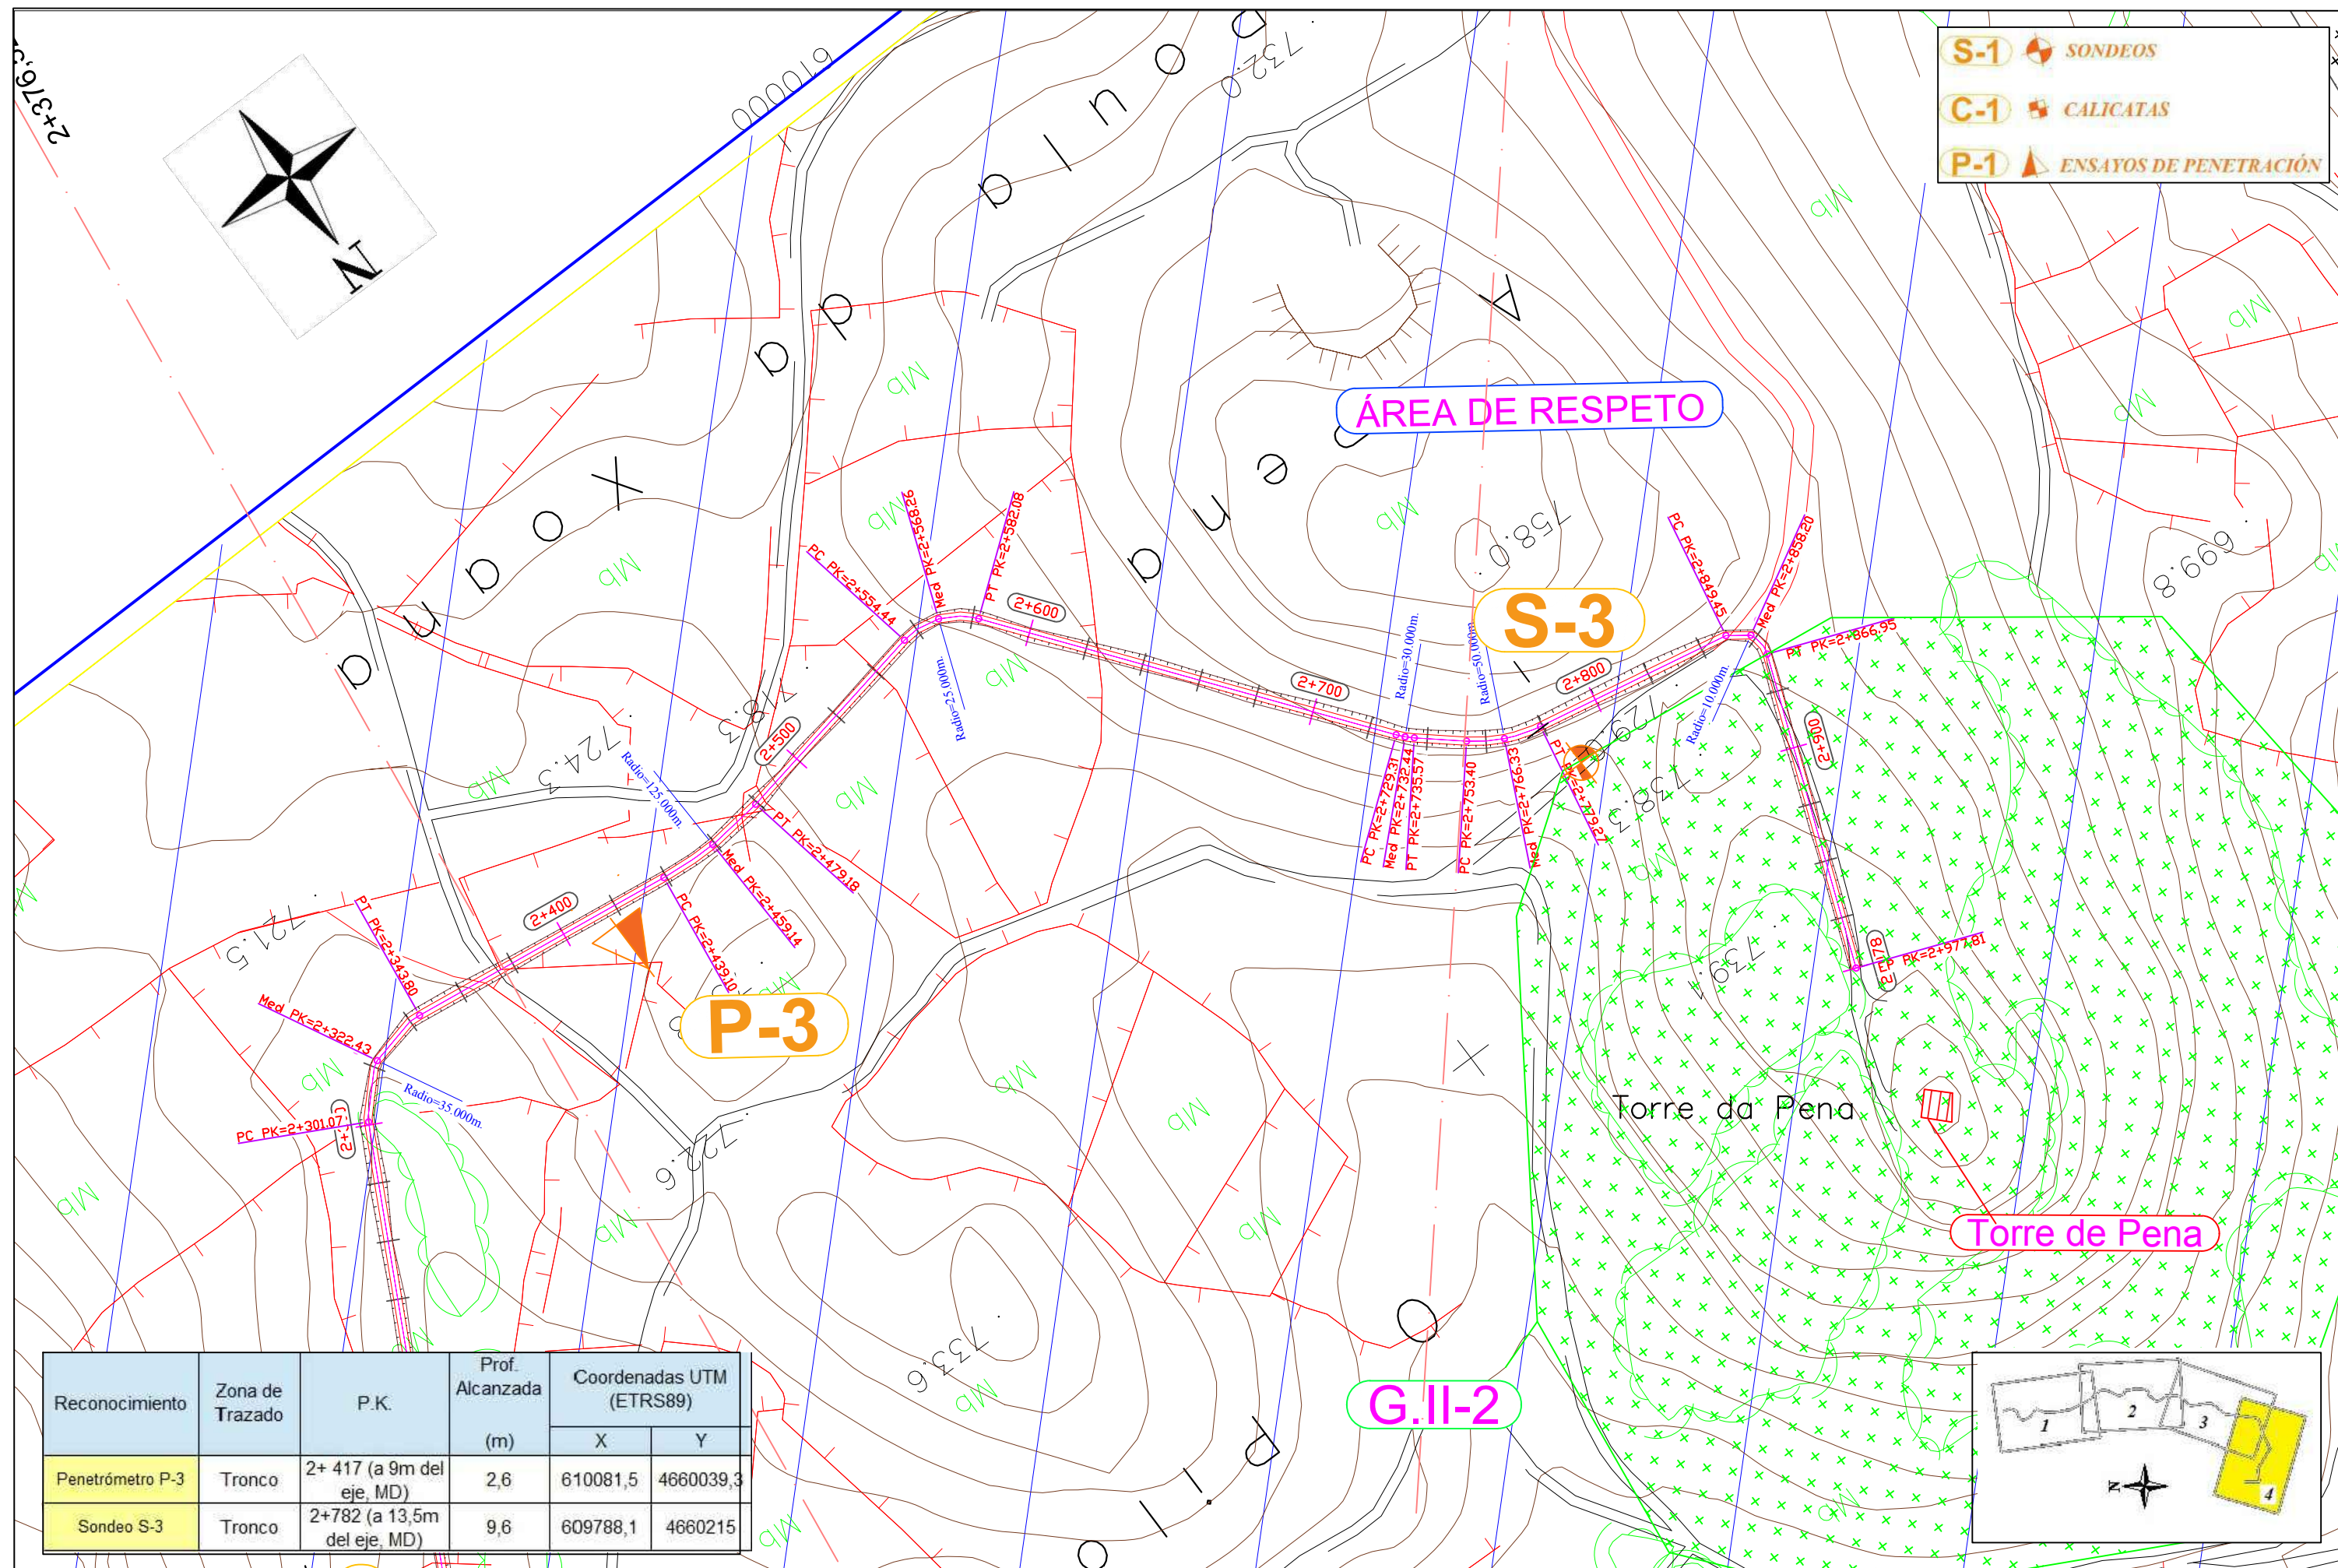 2+376,5
610000
732.0
S-1 SONDEOS
C-1 CALICATAS
P-1 ENSAYOS DE PENETRACIÓN
N
ÁREA DE RESPETO
758.0
699.8
Mb
S-3
PC PK=2+554.44
Med PK=2+568.26
PT PK=2+582.08
2+600
Radio=25.000m.
2+700
Radio=30.000m.
Radio=50.000m.
2+800
PC PK=2+849.45
Med PK=2+858.20
PT PK=2+866.95
Radio=10.000m.
2+900
718.3
724.3
2+500
Radio=125.000m.
PT PK=2+479.18
Med PK=2+459.14
PC PK=2+439.10
2+400
PC PK=2+729.31
Med PK=2+732.44
PT PK=2+735.57
PC PK=2+753.40
Med PK=2+766.33
PT PK=2+779.27
738.3
739.1
721.5
PT PK=2+343.80
Med PK=2+322.43
Radio=35.000m.
PC PK=2+301.07
P-3
EP PK=2+977.81
722.6
733.6
Torre da Pena
Torre de Pena
G.II-2
Reconocimiento Zona de Trazado P.K. Prof. Alcanzada (m) Coordenadas UTM (ETRS89)
X Y
Penetrómetro P-3 Tronco 2+ 417 (a 9m del eje, MD) 2,6 610081,5 4660039,3
Sondeo S-3 Tronco 2+782 (a 13,5m del eje, MD) 9,6 609788,1 4660215
1 2 3 4
N